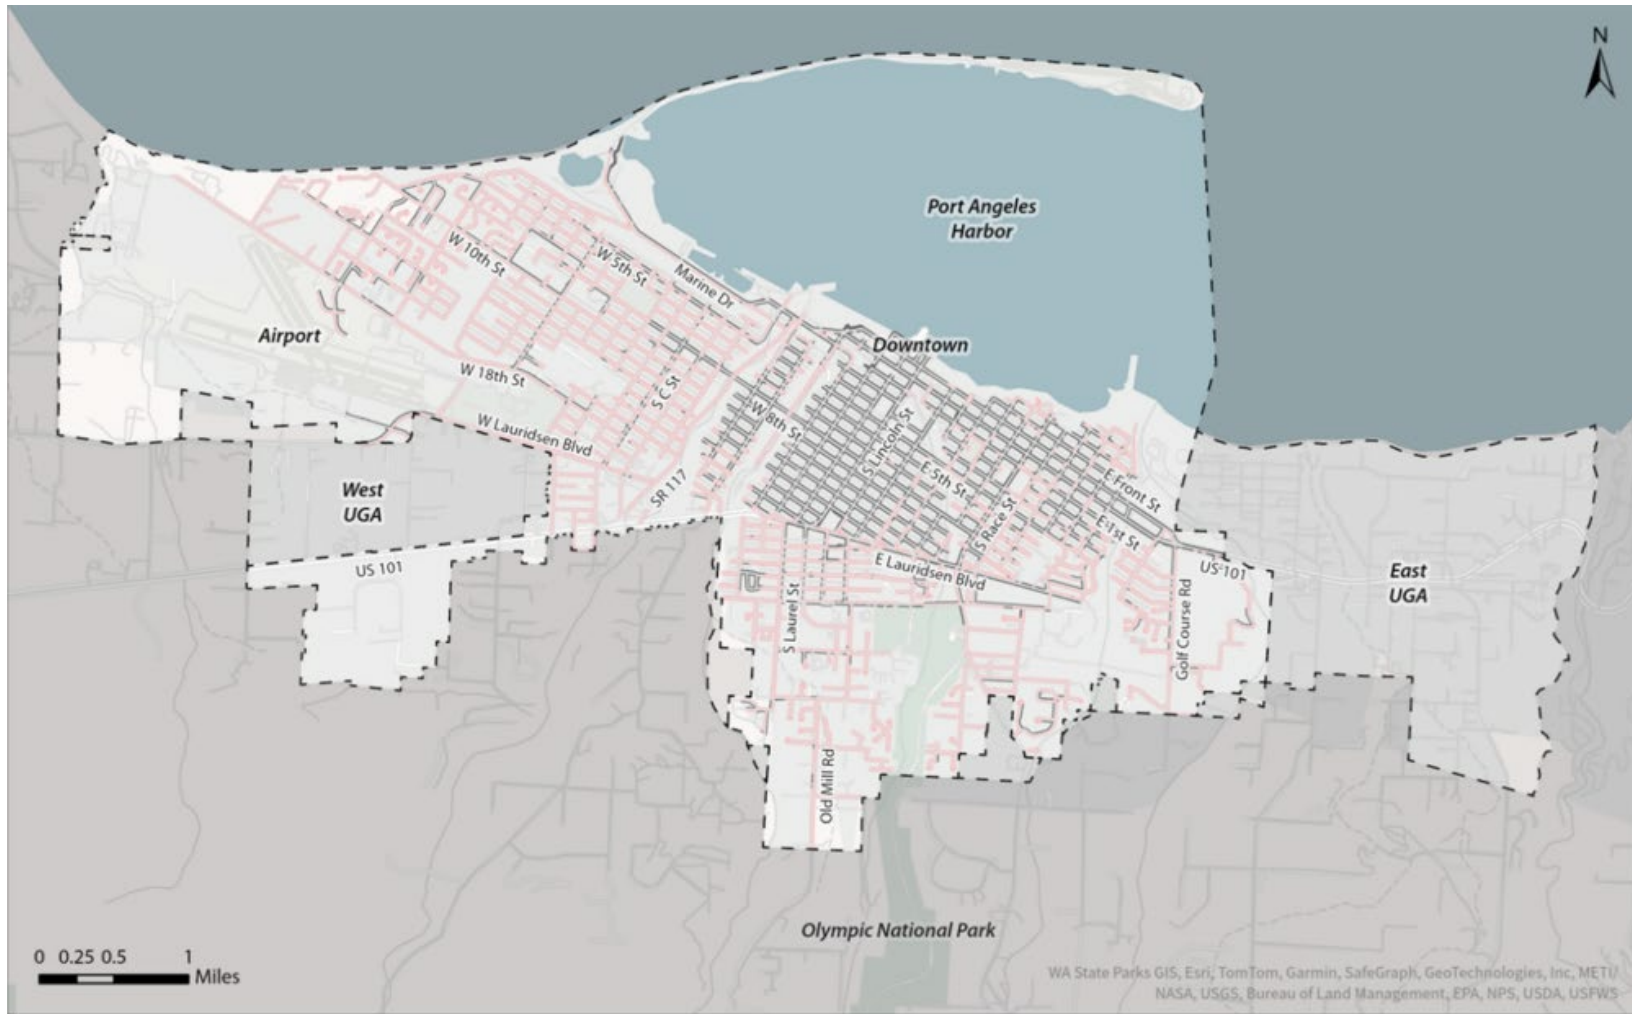 N
Port Angeles
Harbor
W 10th St
W 5th St
Marine Dr
Airport
Downtown
W 18th St
S C St
W 8th St
S Lincoln St
W Lauridsen Blvd
E 5th St
E Front St
SR 117
S Race St
E 1st St
West
UGA
US 101
E Lauridsen Blvd
US 101
East
UGA
S Laurel St
Golf Course Rd
Old Mill Rd
Olympic National Park
0 0.25 0.5 1
Miles
WA State Parks GIS, Esri, TomTom, Garmin, SafeGraph, GeoTechnologies, Inc, METI/
NASA, USGS, Bureau of Land Management, EPA, NPS, USDA, USFWS